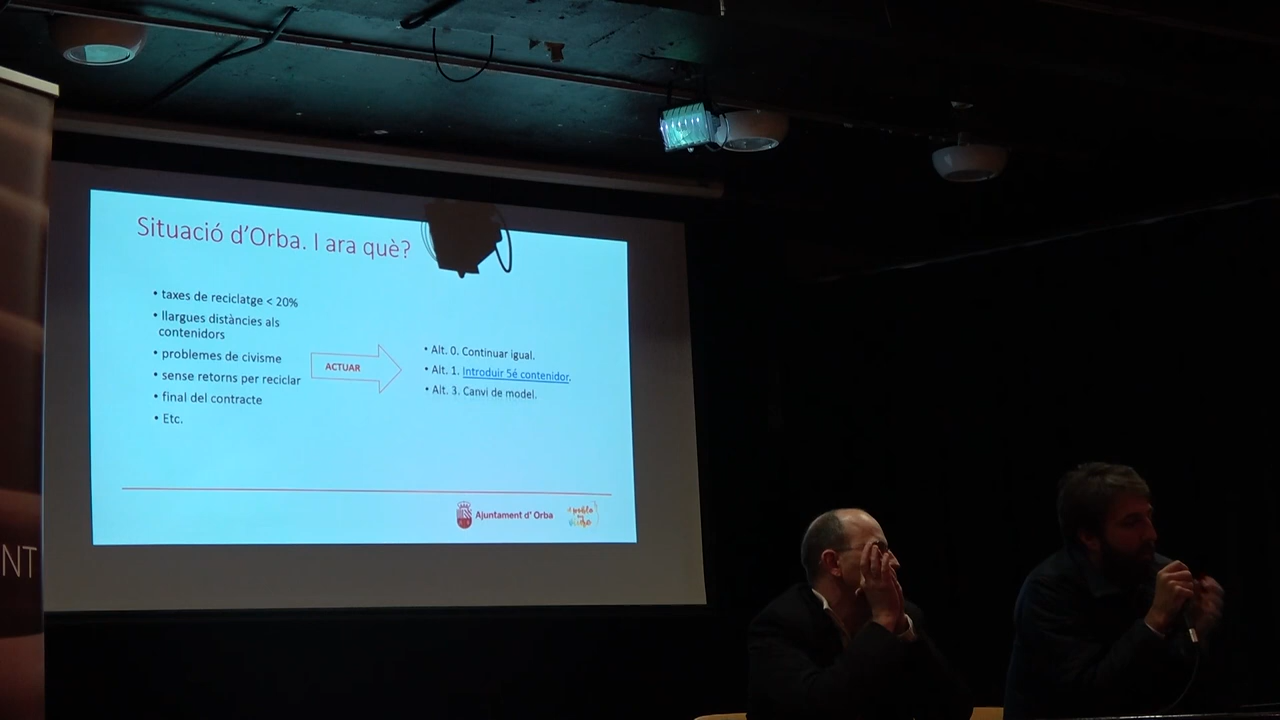 Situació d'Orba. I ara què?
• taxes de reciclatge < 20%
• llargues distàncies als
contenidors
• problemes de civisme
• sense retorns per reciclar
• final del contracte
• Etc.
ACTUAR
• Alt. 0. Continuar igual.
• Alt. 1. Introduir 5é contenidor.
• Alt. 3. Canvi de model.
Ajuntament d' Orba
poble
NT